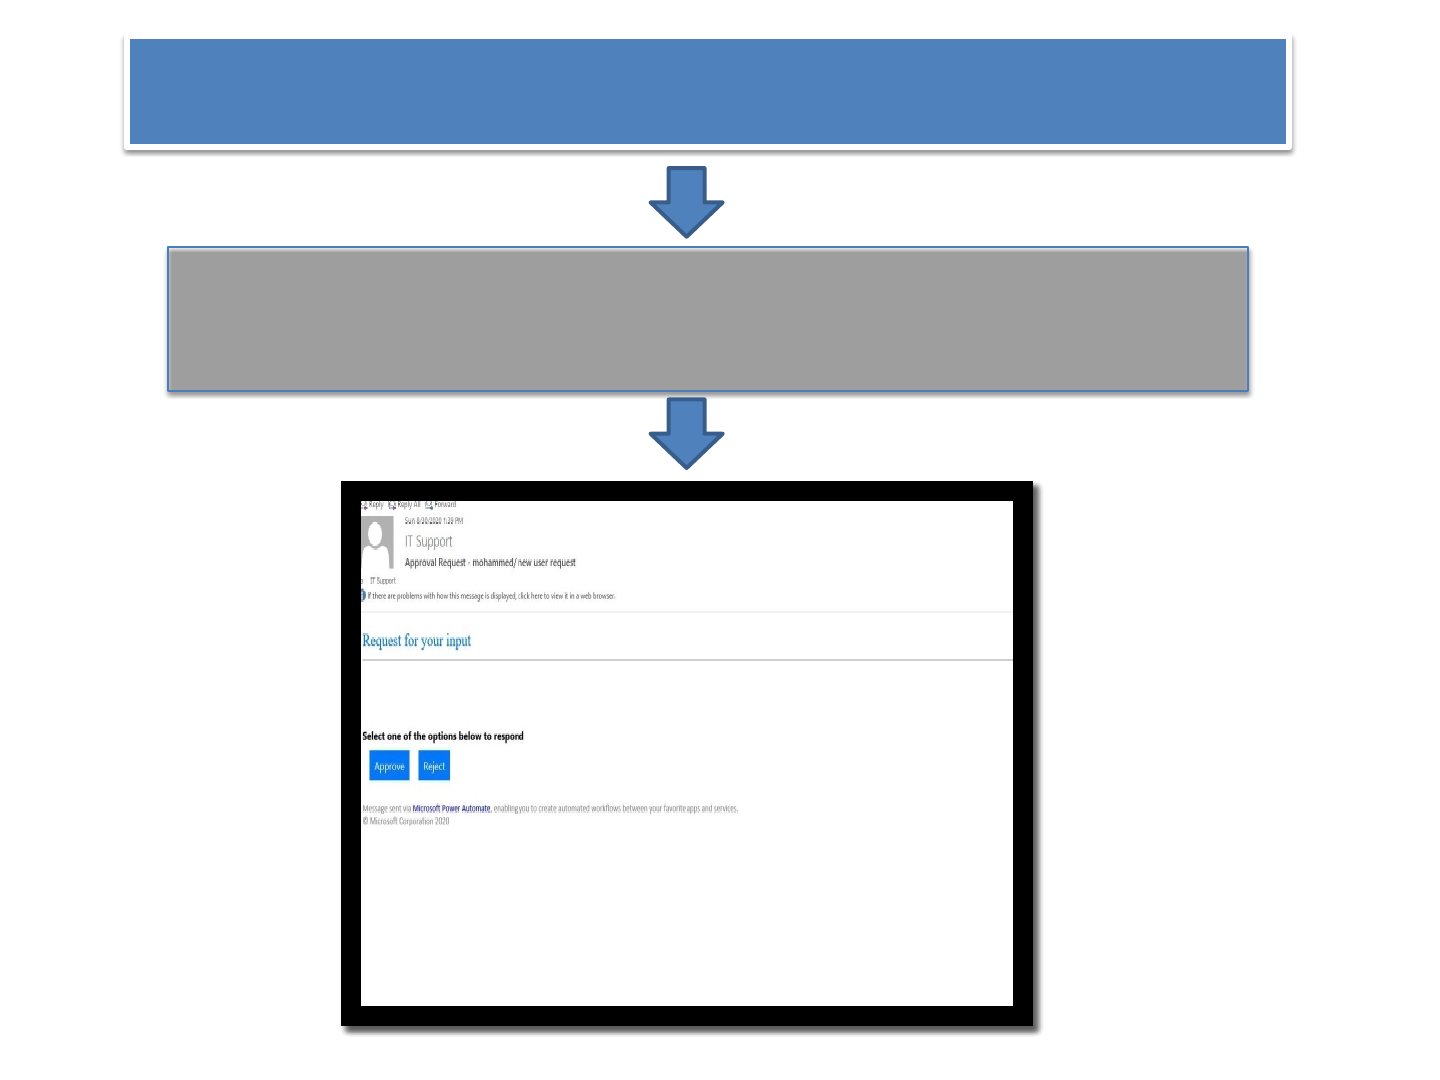 Reply Reply All Forward
Sun 8/30/2020 1:39 PM
IT Support
Approval Request - mohammed/ new user request
IT Support
If there are problems with how this message is displayed, click here to view it in a web browser.
Request for your input
Select one of the options below to respond
Approve Reject
Message sent via Microsoft Power Automate, enabling you to create automated workflows between your favorite apps and services.
© Microsoft Corporation 2020